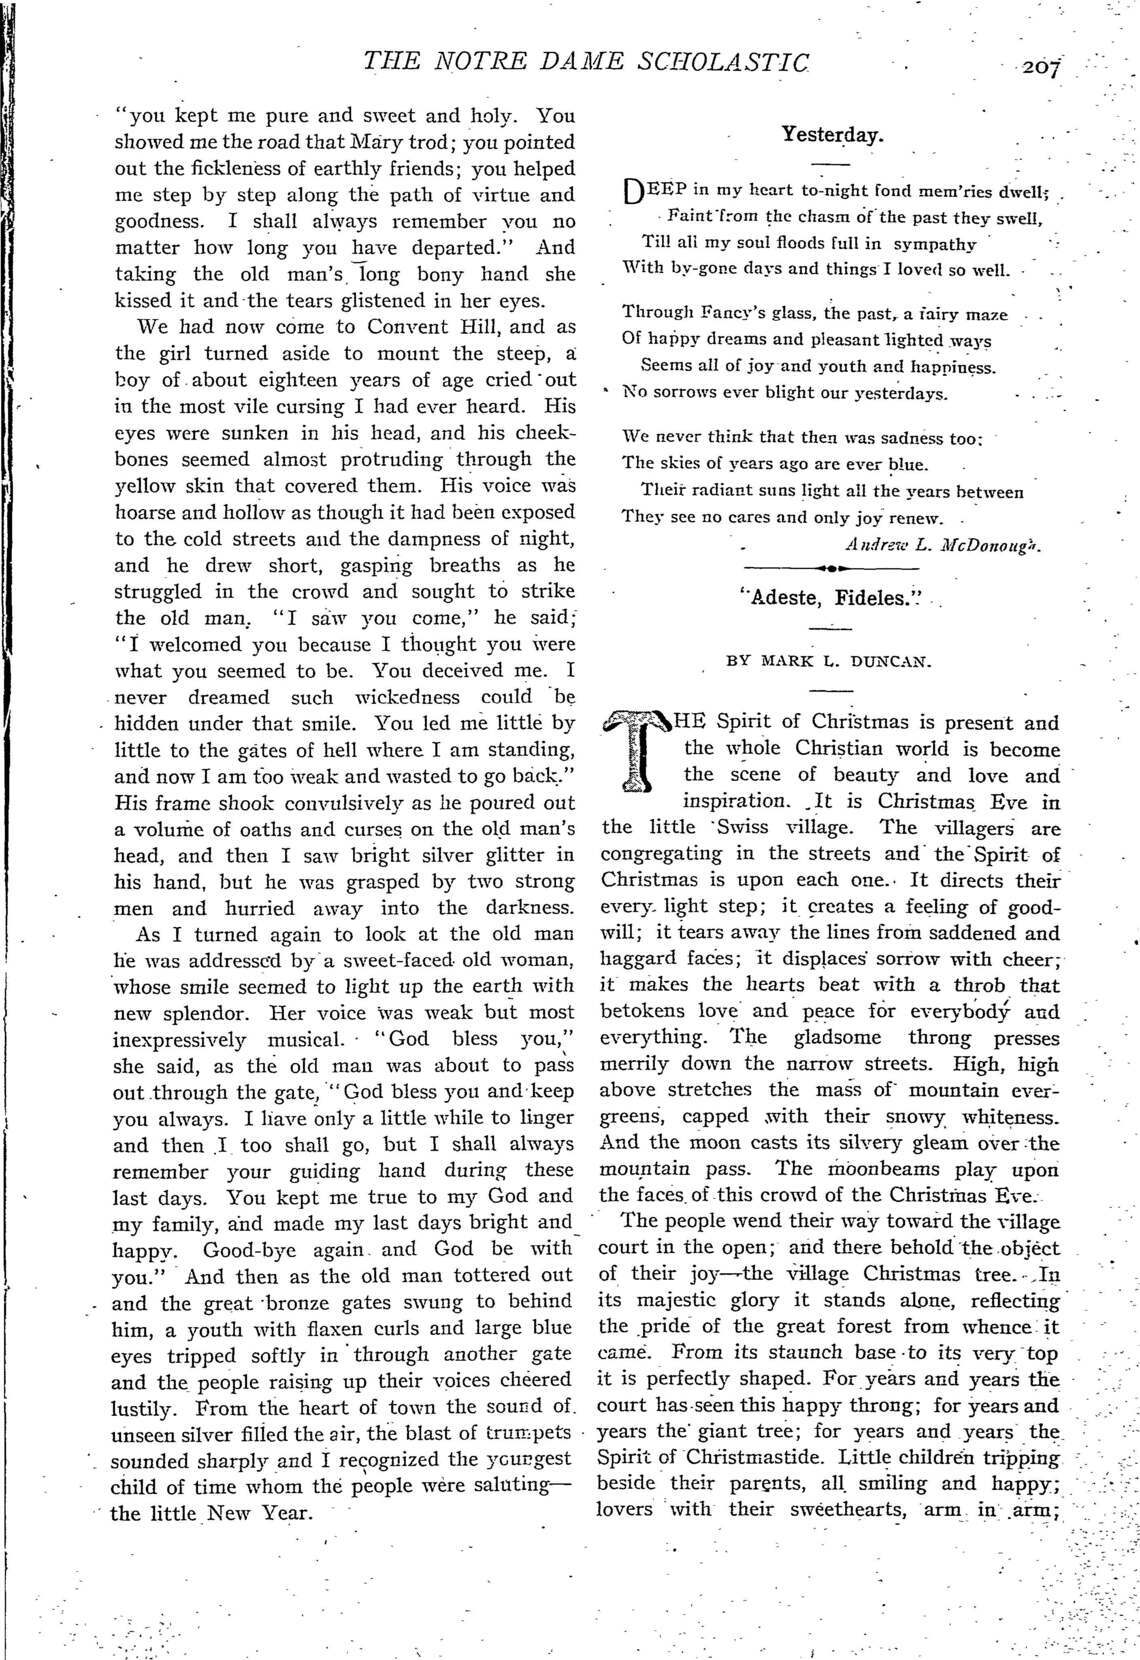 THE NOTRE DAME SCHOLASTIC
207
"you kept me pure and sweet and holy. You
showed me the road that Mary trod; you pointed
out the fickleness of earthly friends; you helped
me step by step along the path of virtue and
goodness. I shall always remember you no
matter how long you have departed." And
taking the old man's long bony hand she
kissed it and the tears glistened in her eyes.
We had now come to Convent Hill, and as
the girl turned aside to mount the steep, a
boy of about eighteen years of age cried out
in the most vile cursing I had ever heard. His
eyes were sunken in his head, and his cheek-
bones seemed almost protruding through the
yellow skin that covered them. His voice was
hoarse and hollow as though it had been exposed
to the cold streets and the dampness of night,
and he drew short, gasping breaths as he
struggled in the crowd and sought to strike
the old man. "I saw you come," he said;
"I welcomed you because I thought you were
what you seemed to be. You deceived me. I
never dreamed such wickedness could be
hidden under that smile. You led me little by
little to the gates of hell where I am standing,
and now I am too weak and wasted to go back."
His frame shook convulsively as he poured out
a volume of oaths and curses on the old man's
head, and then I saw bright silver glitter in
his hand, but he was grasped by two strong
men and hurried away into the darkness.
As I turned again to look at the old man
he was addressed by a sweet-faced old woman,
whose smile seemed to light up the earth with
new splendor. Her voice was weak but most
inexpressively musical. "God bless you,"
she said, as the old man was about to pass
out through the gate, "God bless you and keep
you always. I have only a little while to linger
and then I too shall go, but I shall always
remember your guiding hand during these
last days. You kept me true to my God and
my family, and made my last days bright and
happy. Good-bye again and God be with
you." And then as the old man tottered out
and the great bronze gates swung to behind
him, a youth with flaxen curls and large blue
eyes tripped softly in through another gate
and the people raising up their voices cheered
lustily. From the heart of town the sound of
unseen silver filled the air, the blast of trumpets
sounded sharply and I recognized the youngest
child of time whom the people were saluting—
the little New Year.
Yesterday.
DEEP in my heart to-night fond mem'ries dwell;
Faint from the chasm of the past they swell,
Till all my soul floods full in sympathy
With by-gone days and things I loved so well.
Through Fancy's glass, the past, a fairy maze
Of happy dreams and pleasant lighted ways
Seems all of joy and youth and happiness.
No sorrows ever blight our yesterdays.
We never think that then was sadness too:
The skies of years ago are ever blue.
Their radiant suns light all the years between
They see no cares and only joy renew.
Andrew L. McDonough.
"Adeste, Fideles."
BY MARK L. DUNCAN.
THE Spirit of Christmas is present and
the whole Christian world is become
the scene of beauty and love and
inspiration. It is Christmas Eve in
the little Swiss village. The villagers are
congregating in the streets and the Spirit of
Christmas is upon each one. It directs their
every light step; it creates a feeling of good-
will; it tears away the lines from saddened and
haggard faces; it displaces sorrow with cheer;
it makes the hearts beat with a throb that
betokens love and peace for everybody and
everything. The gladsome throng presses
merrily down the narrow streets. High, high
above stretches the mass of mountain ever-
greens, capped with their snowy whiteness.
And the moon casts its silvery gleam over the
mountain pass. The moonbeams play upon
the faces of this crowd of the Christmas Eve.
The people wend their way toward the village
court in the open; and there behold the object
of their joy—the village Christmas tree. In
its majestic glory it stands alone, reflecting
the pride of the great forest from whence it
came. From its staunch base to its very top
it is perfectly shaped. For years and years the
court has seen this happy throng; for years and
years the giant tree; for years and years the
Spirit of Christmastide. Little children tripping
beside their parents, all smiling and happy;
lovers with their sweethearts, arm in arm;